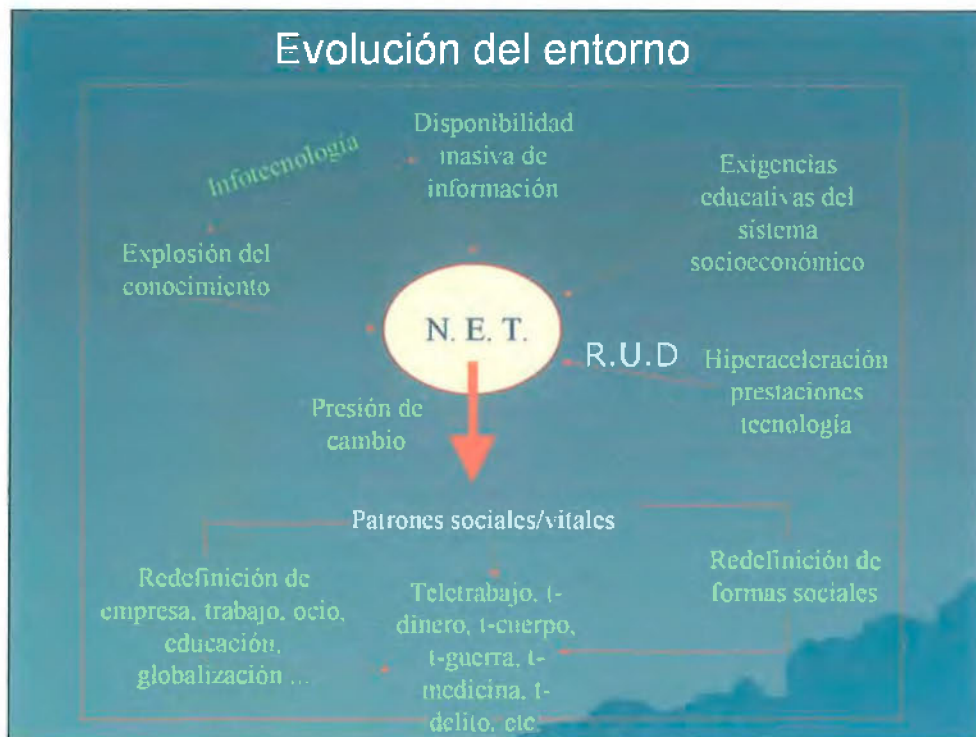 Evolución del entorno
Infotecnología
Disponibilidad
masiva de
información
Exigencias
educativas del
sistema
socioeconómico
Explosión del
conocimiento
N. E. T.
R.U.D
Hiperaceleración
prestaciones
tecnología
Presión de
cambio
Patrones sociales/vitales
Redefinición de
empresa, trabajo, ocio,
educación,
globalización ...
Teletrabajo, t-
dinero, t-cuerpo,
t-guerra, t-
medicina, t-
delito, etc.
Redefinición de
formas sociales